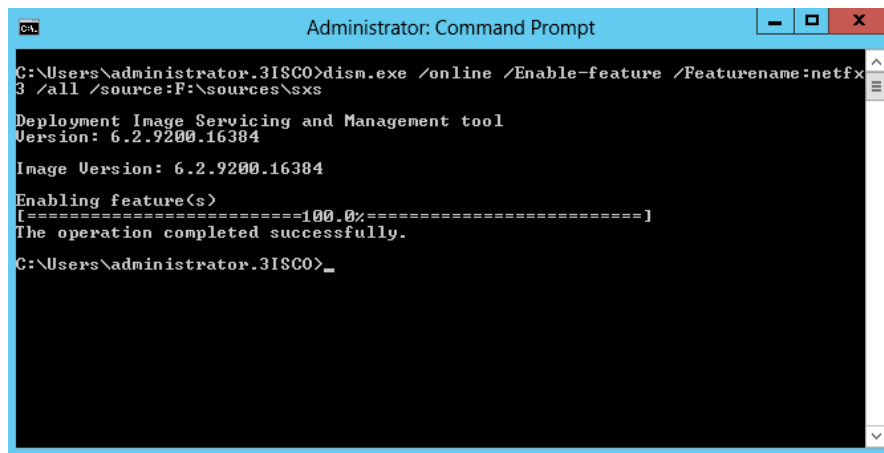 Administrator: Command Prompt
C:\Users\administrator.3ISCO>dism.exe /online /Enable-feature /Featurename:netfx
3 /all /source:F:\sources\sxs
Deployment Image Servicing and Management tool
Version: 6.2.9200.16384
Image Version: 6.2.9200.16384
Enabling feature(s)
[==========================100.0%==========================]
The operation completed successfully.
C:\Users\administrator.3ISCO>_